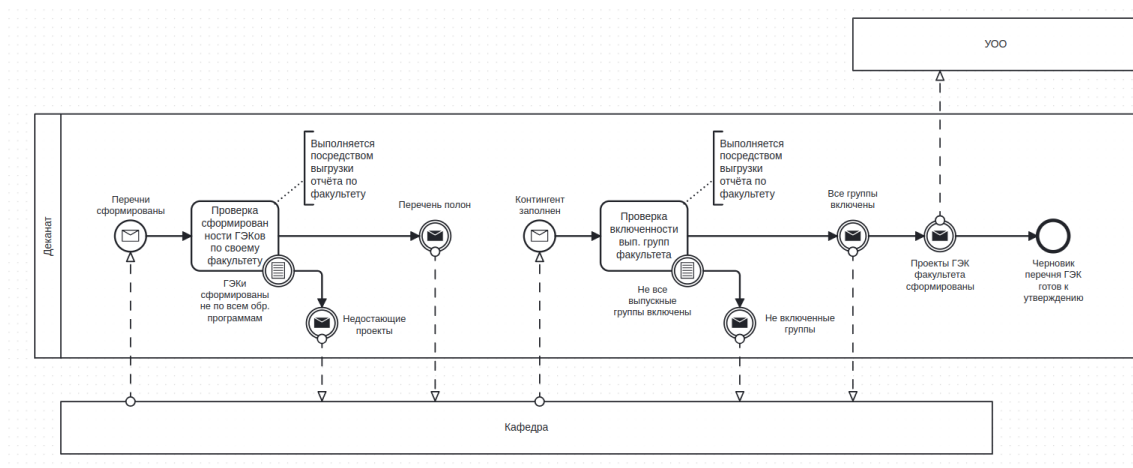 УОО
Деканат
Перечни
сформированы
Проверка
сформирован
ности ГЭКов
по своему
факультету
Выполняется
посредством
выгрузки
отчёта по
факультету
ГЭКи
сформированы
не по всем обр.
программам
Недостающие
проекты
Перечень полон
Контингент
заполнен
Проверка
включенности
вып. групп
факультета
Выполняется
посредством
выгрузки
отчёта по
факультету
Не все
выпускные
группы включены
Не включенные
группы
Все группы
включены
Проекты ГЭК
факультета
сформированы
Черновик
перечня ГЭК
готов к
утверждению
Кафедра